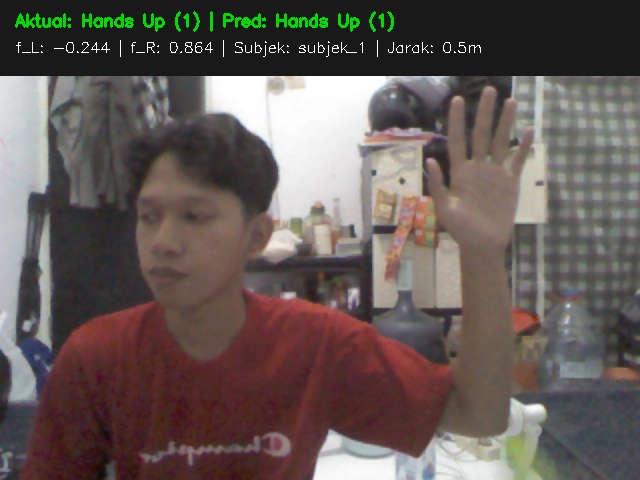 Aktual: Hands Up (1) | Pred: Hands Up (1)
f_L: -0.244 | f_R: 0.864 | Subjek: subjek_1 | Jarak: 0.5m
Champion